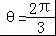 θ = 2π/3